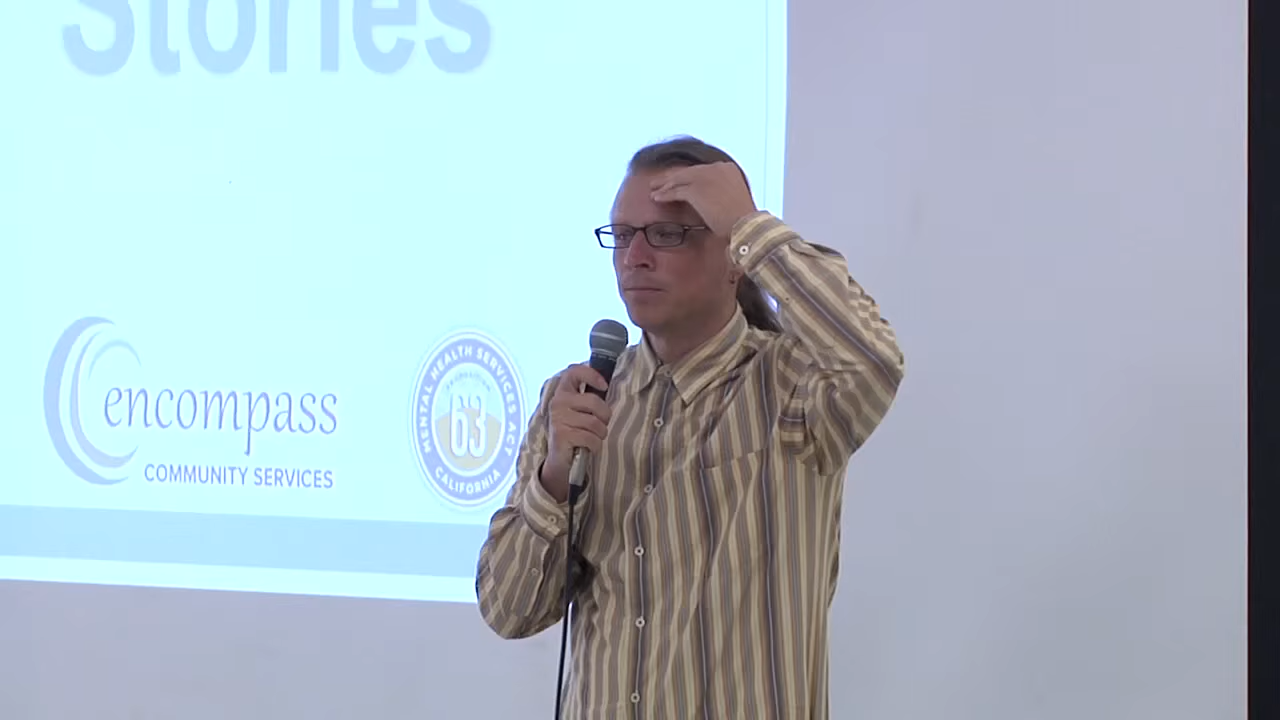 Stories
encompass
COMMUNITY SERVICES
MENTAL HEALTH SERVICES ACT
63
CALIFORNIA